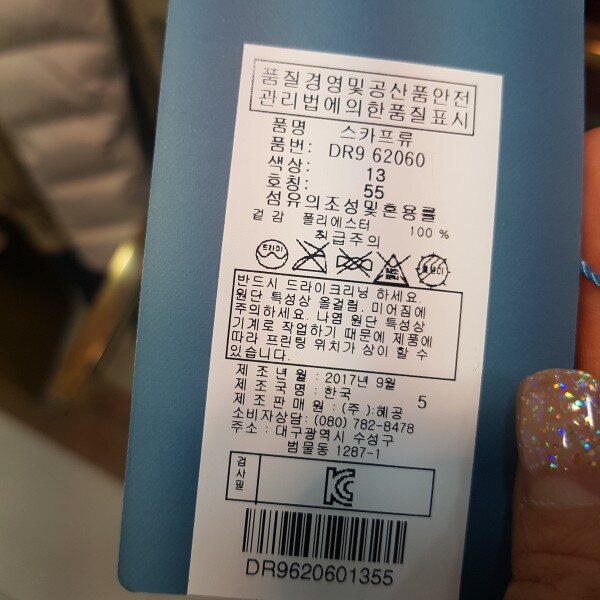 품질경영및공산품안전
관리법에의한품질표시
품명 스카프류
품번: DR9 62060
색상: 13
호칭: 55
섬유의조성및혼용률
겉감 폴리에스터 100 %
취급주의
드라이
반드시 드라이크리닝 하세요.
원단 특성상 올걸림, 미어짐에
주의하세요. 나염 원단 특성상
기계로 작업하기 때문에 제품에
따라 프린팅 위치가 상이 할 수
있습니다.
제조년월 : 2017년 9월
제조국명 : 한국 5
제조판매원 : (주):혜공
소비자상담: (080) 782-8478
주소 : 대구광역시 수성구
범물동 1287-1
검사필
KC
DR9620601355